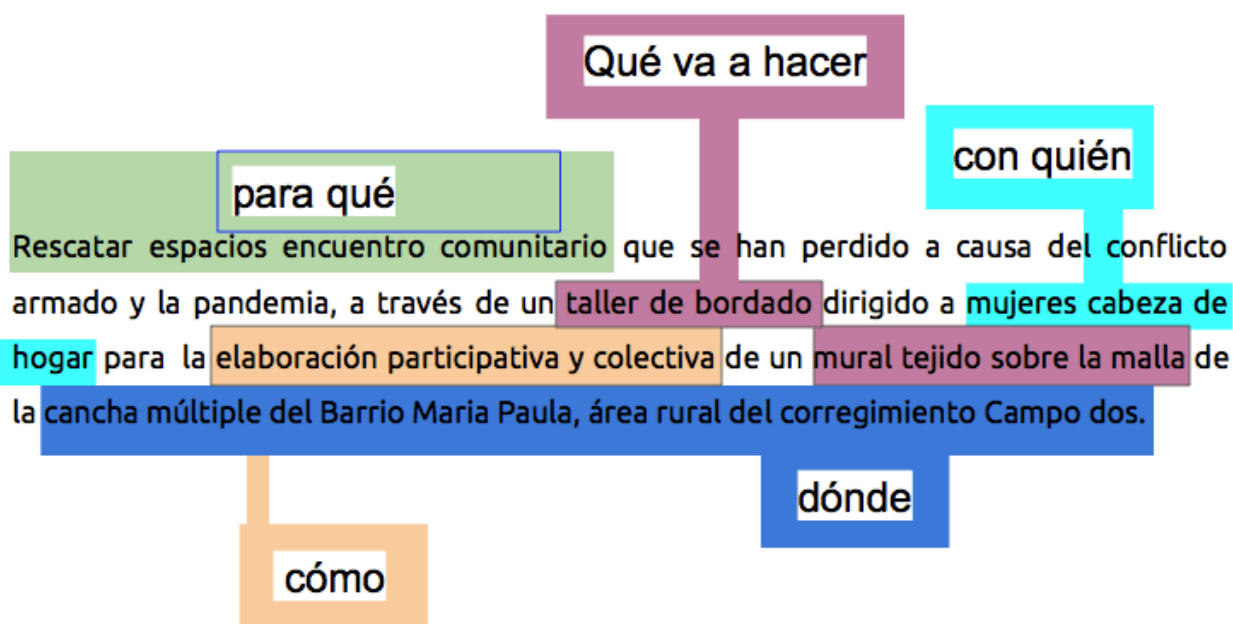 Qué va a hacer
con quién
para qué
Rescatar espacios encuentro comunitario que se han perdido a causa del conflicto
armado y la pandemia, a través de un taller de bordado dirigido a mujeres cabeza de
hogar para la elaboración participativa y colectiva de un mural tejido sobre la malla de
la cancha múltiple del Barrio Maria Paula, área rural del corregimiento Campo dos.
dónde
cómo